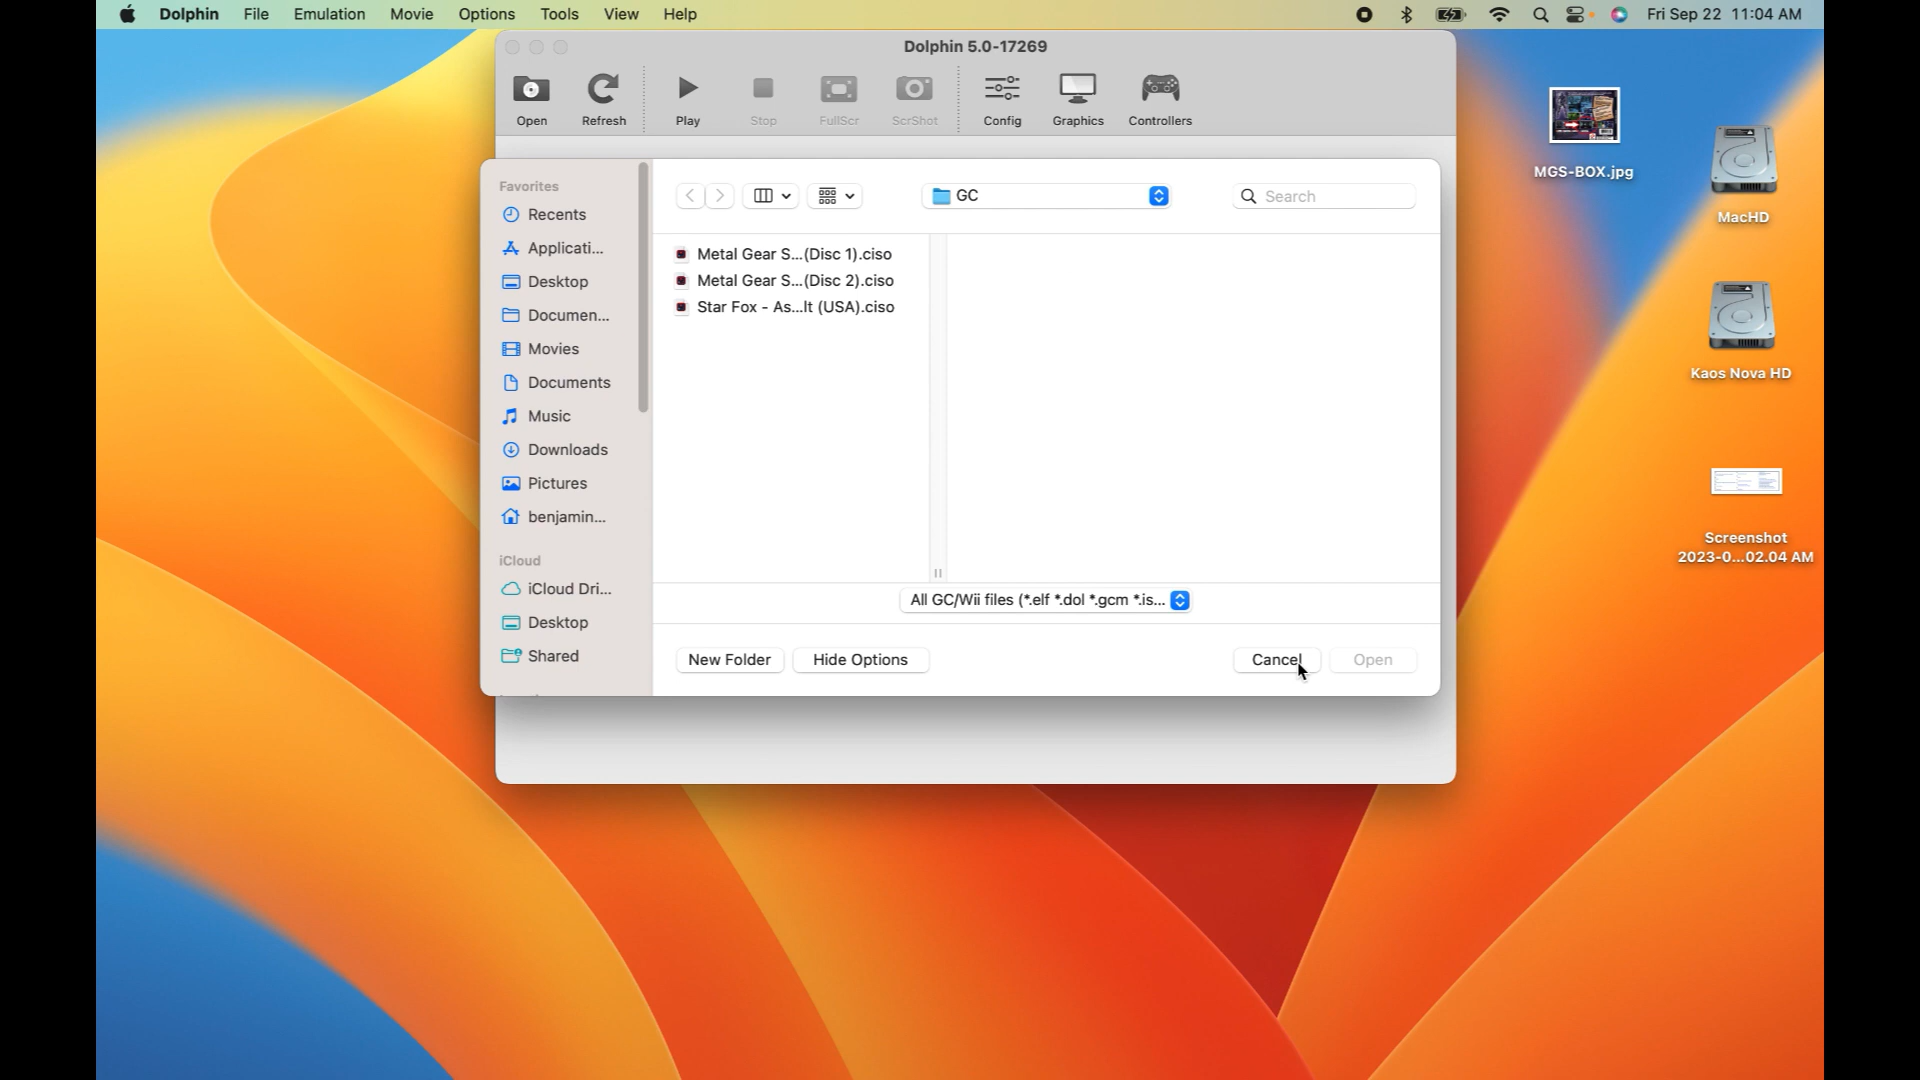 Dolphin File Emulation Movie Options Tools View Help Fri Sep 22 11:04 AM
Dolphin 5.0-17269
Open Refresh Play Stop FullScr ScrShot Config Graphics Controllers
MGS-BOX.jpg
MacHD
Kaos Nova HD
Screenshot
2023-0...02.04 AM
Favorites
Recents
Applicati...
Desktop
Documen...
Movies
Documents
Music
Downloads
Pictures
benjamin...
iCloud
iCloud Dri...
Desktop
Shared
GC
Search
Metal Gear S...(Disc 1).ciso
Metal Gear S...(Disc 2).ciso
Star Fox - As...lt (USA).ciso
All GC/Wii files (*.elf *.dol *.gcm *.is...
New Folder Hide Options Cancel Open